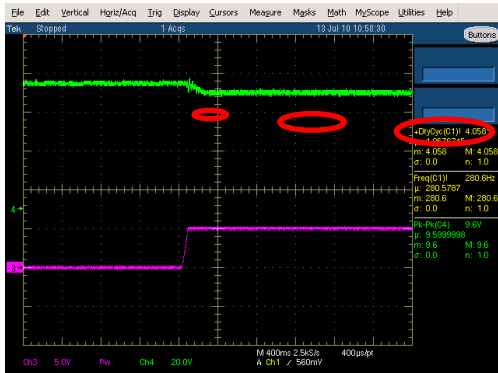 File Edit Vertical Horiz/Acq Trig Display Cursors Measure Masks Math MyScope Utilities Help
Tek Stopped 1 Acqs 13 Jul 10 10:58:30
Buttons
+DtyCyc(C1)! 4.058
m: 4.058 M: 4.058
σ: 0.0 n: 1.0
Freq(C1)! 280.6Hz
μ: 280.5787
m: 280.6 M: 280.6
σ: 0.0 n: 1.0
Pk-Pk(C4) 9.6V
μ: 9.5999998
m: 9.6 M: 9.6
σ: 0.0 n: 1.0
4
3
M 400ms 2.5kS/s 400μs/pt
Ch3 5.0V Bw Ch4 20.0V A Ch1 / 560mV